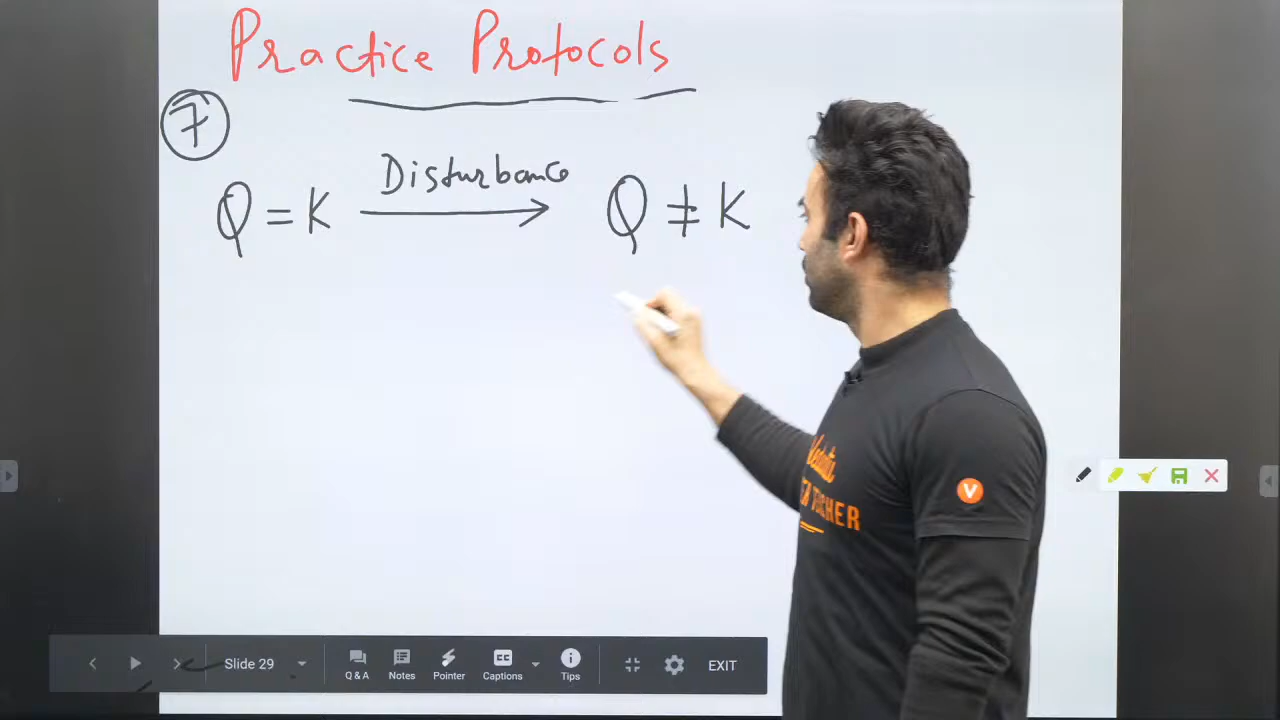 Practice Protocols
7
Disturbance
Q = K ⟶ Q ≠ K
V
Slide 29
Q & A
Notes
Pointer
Captions
Tips
EXIT